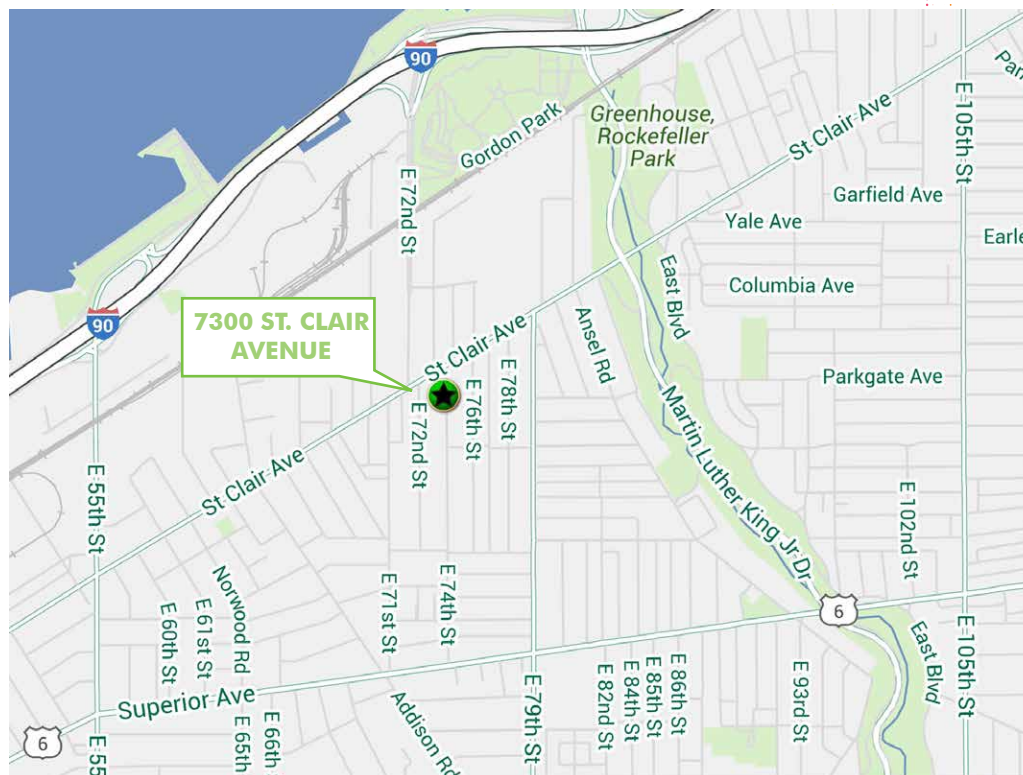 90
Gordon Park
Greenhouse,
Rockefeller
Park
St Clair Ave
E 105th St
Garfield Ave
Yale Ave
E 72nd St
East Blvd
Columbia Ave
90
7300 ST. CLAIR
AVENUE
St Clair Ave
Ansel Rd
E 78th St
E 76th St
Parkgate Ave
E 72nd St
Martin Luther King Jr Dr
St Clair Ave
E 55th St
E 102nd St
Norwood Rd
E 74th St
E 71st St
E 61st St
E 60th St
6
East Blvd
E 105th St
Superior Ave
E 79th St
E 82nd St
E 84th St
E 85th St
E 86th St
E 93rd St
Addison Rd
E 65th
E 66th
6
E 55